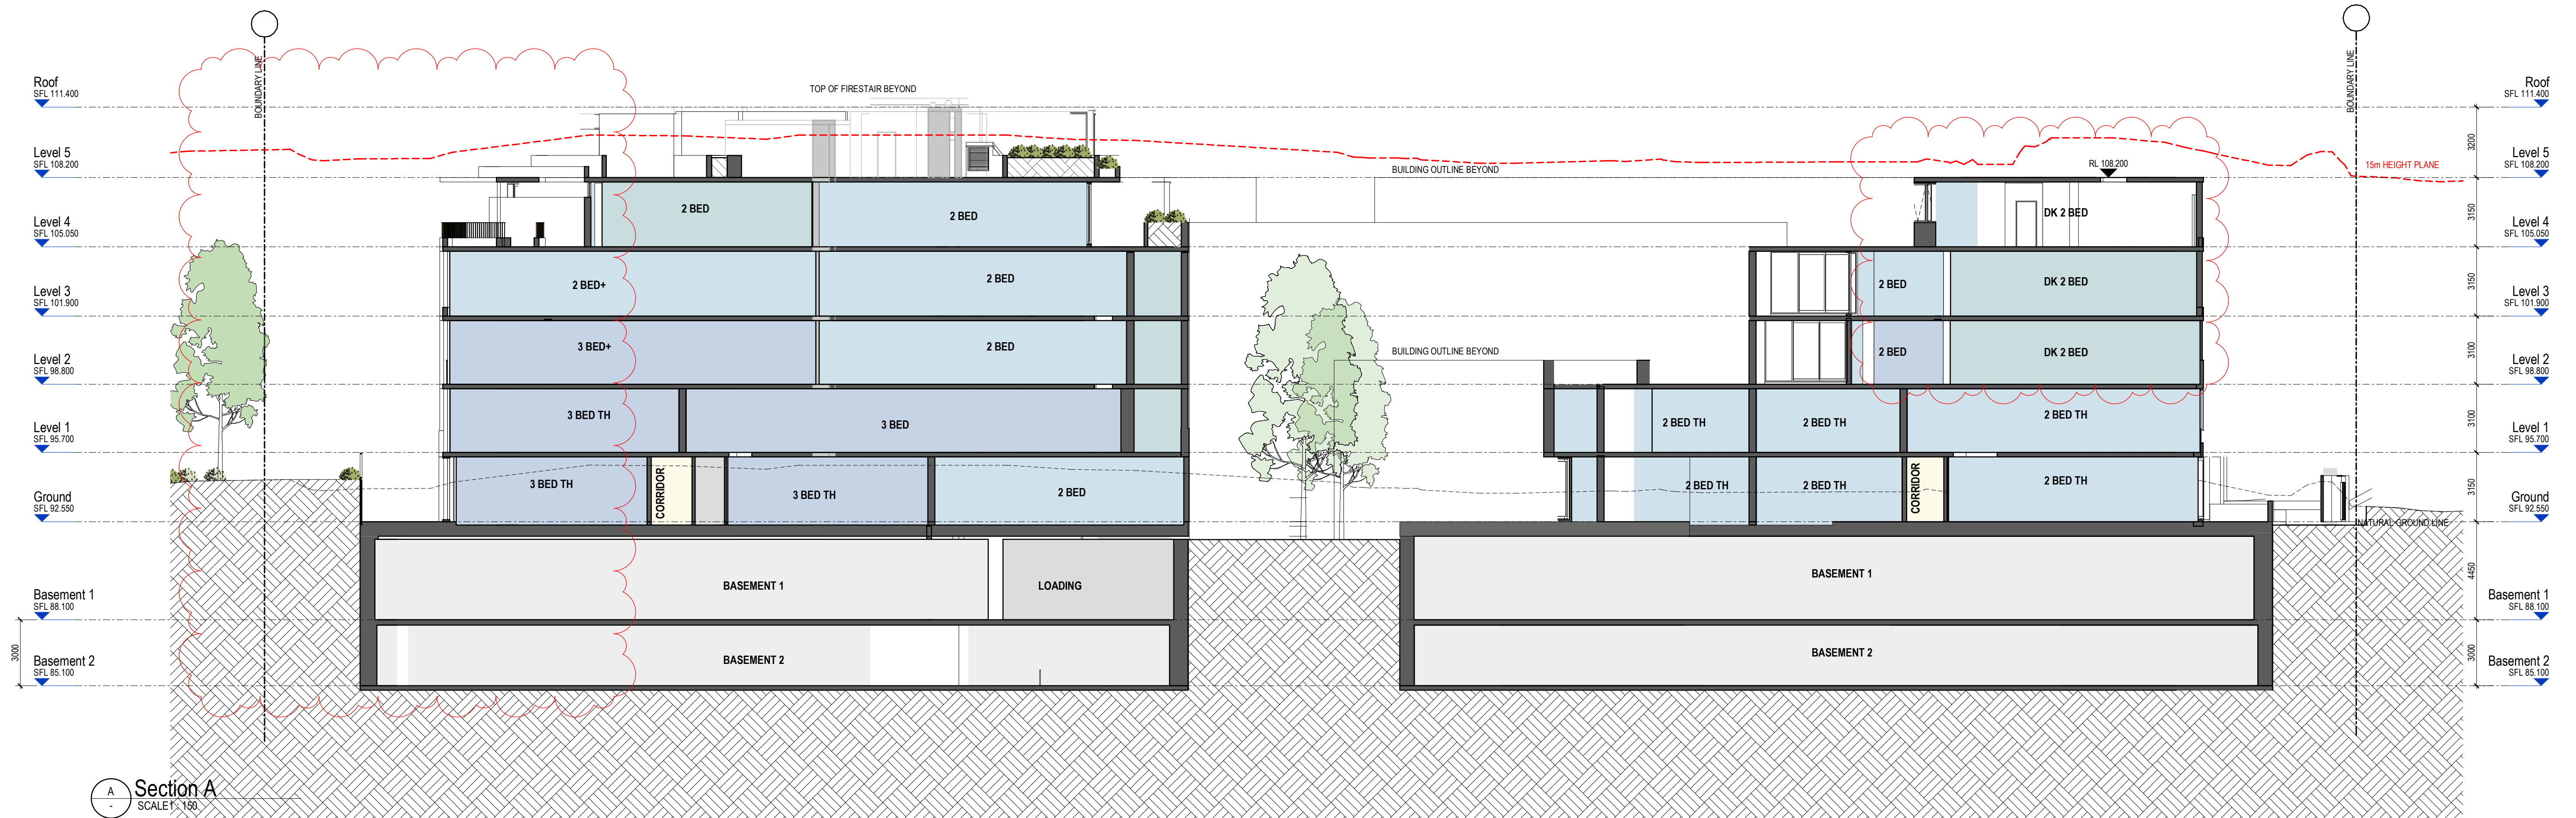 BOUNDARY LINE
BOUNDARY LINE
TOP OF FIRESTAIR BEYOND
Roof
SFL 111.400
Roof
SFL 111.400
3200
Level 5
SFL 108.200
BUILDING OUTLINE BEYOND
RL 108.200
15m HEIGHT PLANE
Level 5
SFL 108.200
2 BED
2 BED
DK 2 BED
3150
Level 4
SFL 105.050
Level 4
SFL 105.050
2 BED+
2 BED
2 BED
DK 2 BED
3150
Level 3
SFL 101.900
Level 3
SFL 101.900
3 BED+
2 BED
BUILDING OUTLINE BEYOND
2 BED
DK 2 BED
3100
Level 2
SFL 98.800
Level 2
SFL 98.800
3 BED TH
3 BED
2 BED TH
2 BED TH
2 BED TH
3100
Level 1
SFL 95.700
Level 1
SFL 95.700
3 BED TH
CORRIDOR
3 BED TH
2 BED
2 BED TH
2 BED TH
CORRIDOR
2 BED TH
3150
Ground
SFL 92.550
NATURAL GROUND LINE
Ground
SFL 92.550
BASEMENT 1
LOADING
BASEMENT 1
4450
Basement 1
SFL 88.100
Basement 1
SFL 88.100
3000
BASEMENT 2
BASEMENT 2
3000
Basement 2
SFL 85.100
Basement 2
SFL 85.100
A
-
Section A
SCALE1 : 150